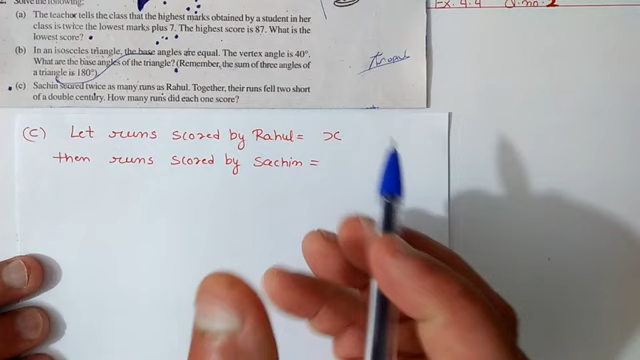 Solve the following:
Ex. 4.4 Q. no. 2
(a) The teacher tells the class that the highest marks obtained by a student in her
class is twice the lowest marks plus 7. The highest score is 87. What is the
lowest score?
(b) In an isosceles triangle, the base angles are equal. The vertex angle is 40°.
What are the base angles of the triangle? (Remember, the sum of three angles of
a triangle is 180°).
(c) Sachin scored twice as many runs as Rahul. Together, their runs fell two short
of a double century. How many runs did each one score?
(C) Let runs scored by Rahul = x
then runs scored by Sachin =